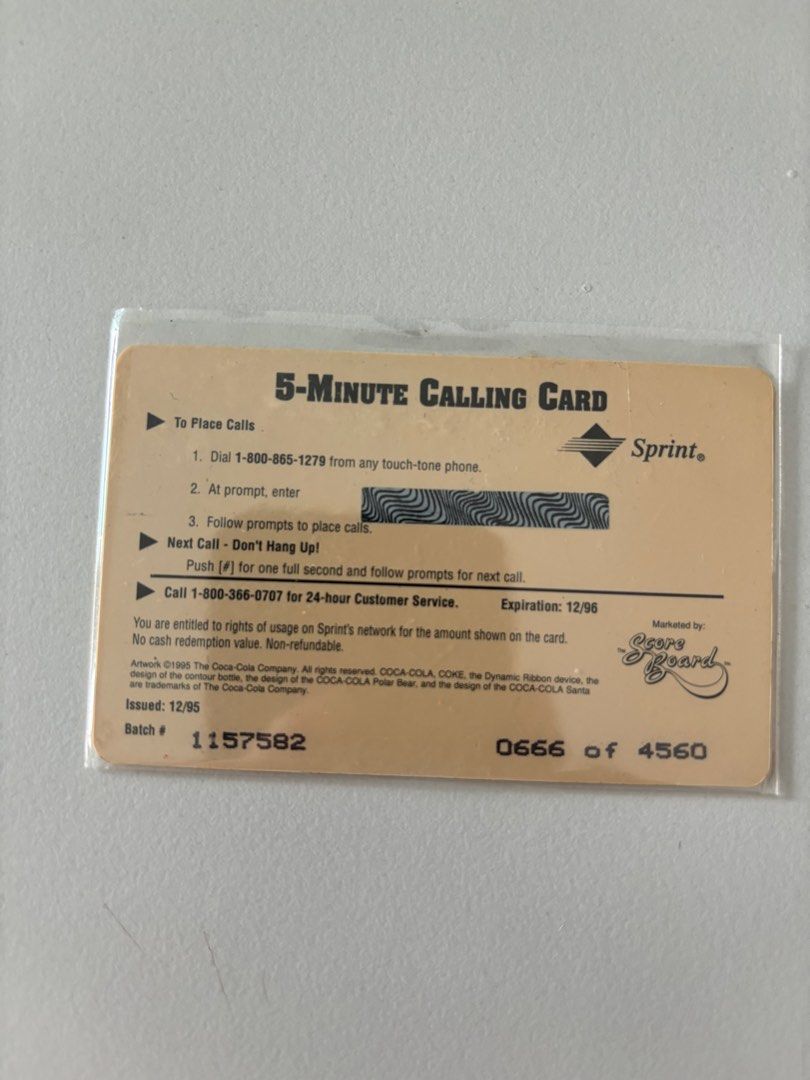 5-MINUTE CALLING CARD
▶ To Place Calls
Sprint®
1. Dial 1-800-865-1279 from any touch-tone phone.
2. At prompt, enter
3. Follow prompts to place calls.
▶ Next Call - Don't Hang Up!
Push [#] for one full second and follow prompts for next call.
▶ Call 1-800-366-0707 for 24-hour Customer Service. Expiration: 12/96
You are entitled to rights of usage on Sprint's network for the amount shown on the card.
No cash redemption value. Non-refundable.
Marketed by:
™Score
Board™
Artwork ©1995 The Coca-Cola Company. All rights reserved. COCA-COLA, COKE, the Dynamic Ribbon device, the
design of the contour bottle, the design of the COCA-COLA Polar Bear, and the design of the COCA-COLA Santa
are trademarks of The Coca-Cola Company.
Issued: 12/95
Batch # 1157582 0666 of 4560